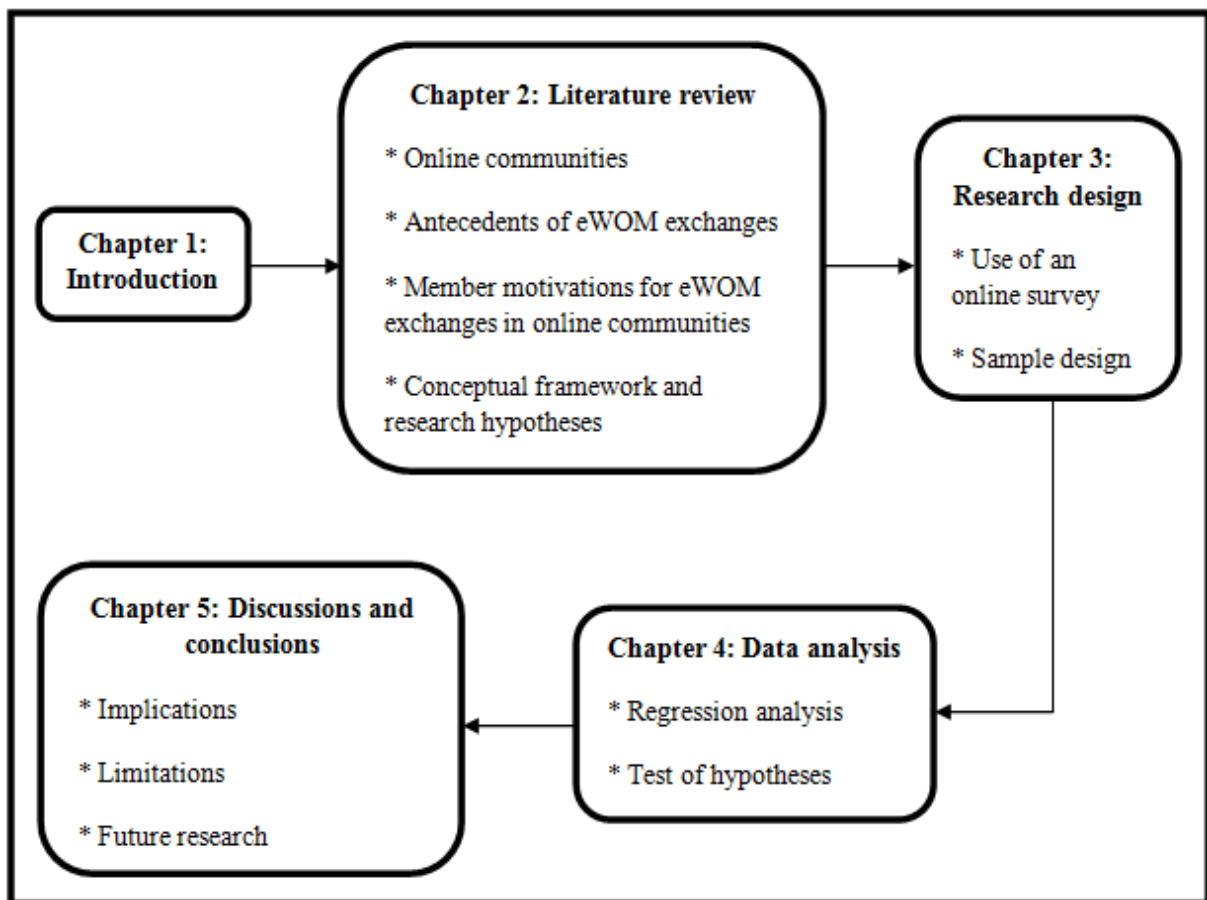 Chapter 1:
Introduction
Chapter 2: Literature review
* Online communities
* Antecedents of eWOM exchanges
* Member motivations for eWOM
exchanges in online communities
* Conceptual framework and
research hypotheses
Chapter 3:
Research design
* Use of an
online survey
* Sample design
Chapter 4: Data analysis
* Regression analysis
* Test of hypotheses
Chapter 5: Discussions and
conclusions
* Implications
* Limitations
* Future research